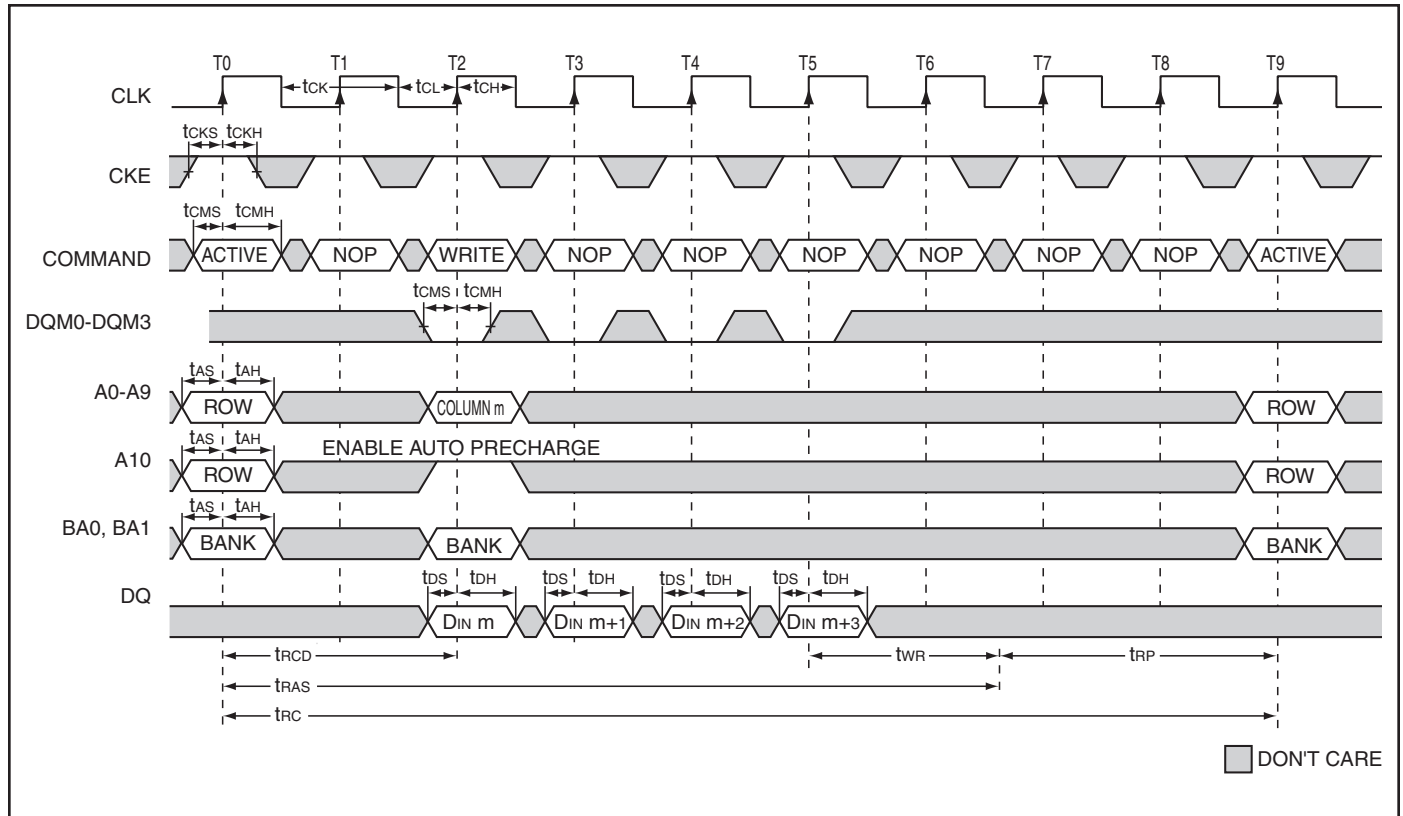 T0 T1 T2 T3 T4 T5 T6 T7 T8 T9
CLK tCK tCL tCH
tCKS tCKH
CKE
tCMS tCMH
COMMAND ACTIVE NOP WRITE NOP NOP NOP NOP NOP NOP ACTIVE
tCMS tCMH
DQM0-DQM3
tAS tAH
A0-A9 ROW COLUMN m ROW
tAS tAH ENABLE AUTO PRECHARGE
A10 ROW ROW
tAS tAH
BA0, BA1 BANK BANK BANK
tDS tDH tDS tDH tDS tDH tDS tDH
DQ DIN m DIN m+1 DIN m+2 DIN m+3
tRCD tWR tRP
tRAS
tRC
DON'T CARE